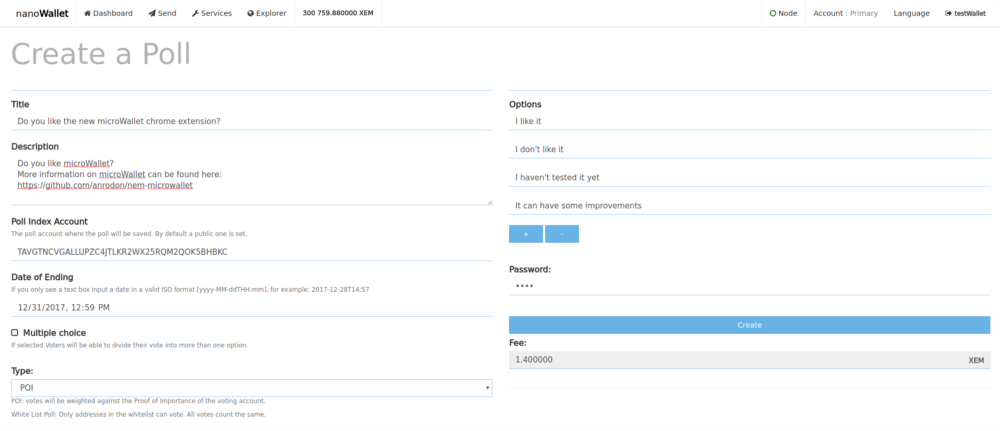 nanoWallet Dashboard Send Services Explorer 300 759.880000 XEM Node Account : Primary Language testWallet
Create a Poll
Title
Do you like the new microWallet chrome extension?
Description
Do you like microWallet?
More information on microWallet can be found here:
https://github.com/anrodon/nem-microwallet
Poll Index Account
The poll account where the poll will be saved. By default a public one is set.
TAVGTNCVGALLUPZC4JTLKR2WX25RQM2QOK5BHBKC
Date of Ending
If you only see a text box input a date in a valid ISO format [yyyy-MM-ddTHH:mm], for example: 2017-12-28T14:57
12/31/2017, 12:59 PM
Multiple choice
If selected Voters will be able to divide their vote into more than one option.
Type:
POI
POI: votes will be weighted against the Proof of Importance of the voting account.
White List Poll: Only addresses in the whitelist can vote. All votes count the same.
Options
I like it
I don't like it
I haven't tested it yet
It can have some improvements
+ -
Password:
••••
Create
Fee:
1.400000 XEM